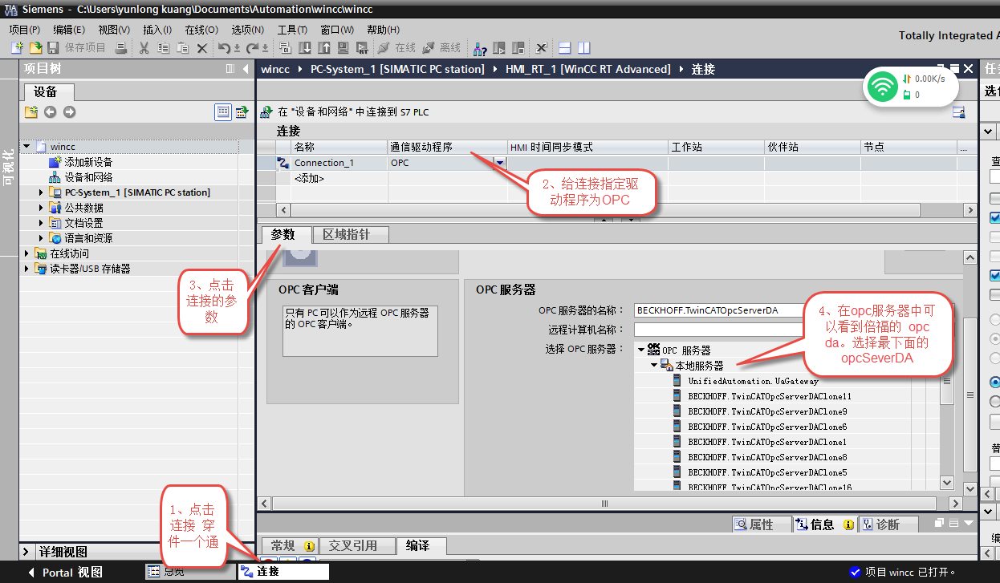 Siemens - C:\Users\yunlong kuang\Documents\Automation\wincc\wincc
项目(P) 编辑(E) 视图(V) 插入(I) 在线(O) 选项(N) 工具(T) 窗口(W) 帮助(H)
Totally Integrated A
保存项目 在线 离线
项目树
wincc PC-System_1 [SIMATIC PC station] HMI_RT_1 [WinCC RT Advanced] 连接
0.00K/s
0
设备
在 "设备和网络" 中连接到 S7 PLC
连接
名称 通信驱动程序 HMI 时间同步模式 工作站 伙伴站 节点 ...
Connection_1 OPC
<添加>
可视化
wincc
添加新设备
设备和网络
PC-System_1 [SIMATIC PC station]
公共数据
文档设置
语言和资源
在线访问
读卡器/USB 存储器
2、给连接指定驱
动程序为OPC
参数 区域指针
3、点击
连接的参
数
OPC 客户端
只有 PC 可以作为远程 OPC 服务器
的 OPC 客户端。
OPC 服务器
OPC 服务器的名称： BECKHOFF.TwinCATOpcServerDA
远程计算机名称：
选择 OPC 服务器：
OPC 服务器
本地服务器
UnifiedAutomation.UaGateway
BECKHOFF.TwinCATOpcServerDAClone11
BECKHOFF.TwinCATOpcServerDAClone9
BECKHOFF.TwinCATOpcServerDAClone6
BECKHOFF.TwinCATOpcServerDAClone1
BECKHOFF.TwinCATOpcServerDAClone8
BECKHOFF.TwinCATOpcServerDAClone5
BECKHOFF.TwinCATOpcServerDAClone16
4、在opc服务器中可
以看到倍福的 opc
da。选择最下面的
opcSeverDA
1、点击
连接 穿
件一个通
属性 信息 诊断
常规 交叉引用 编译
详细视图
Portal 视图 总览 连接
项目 wincc 已打开。